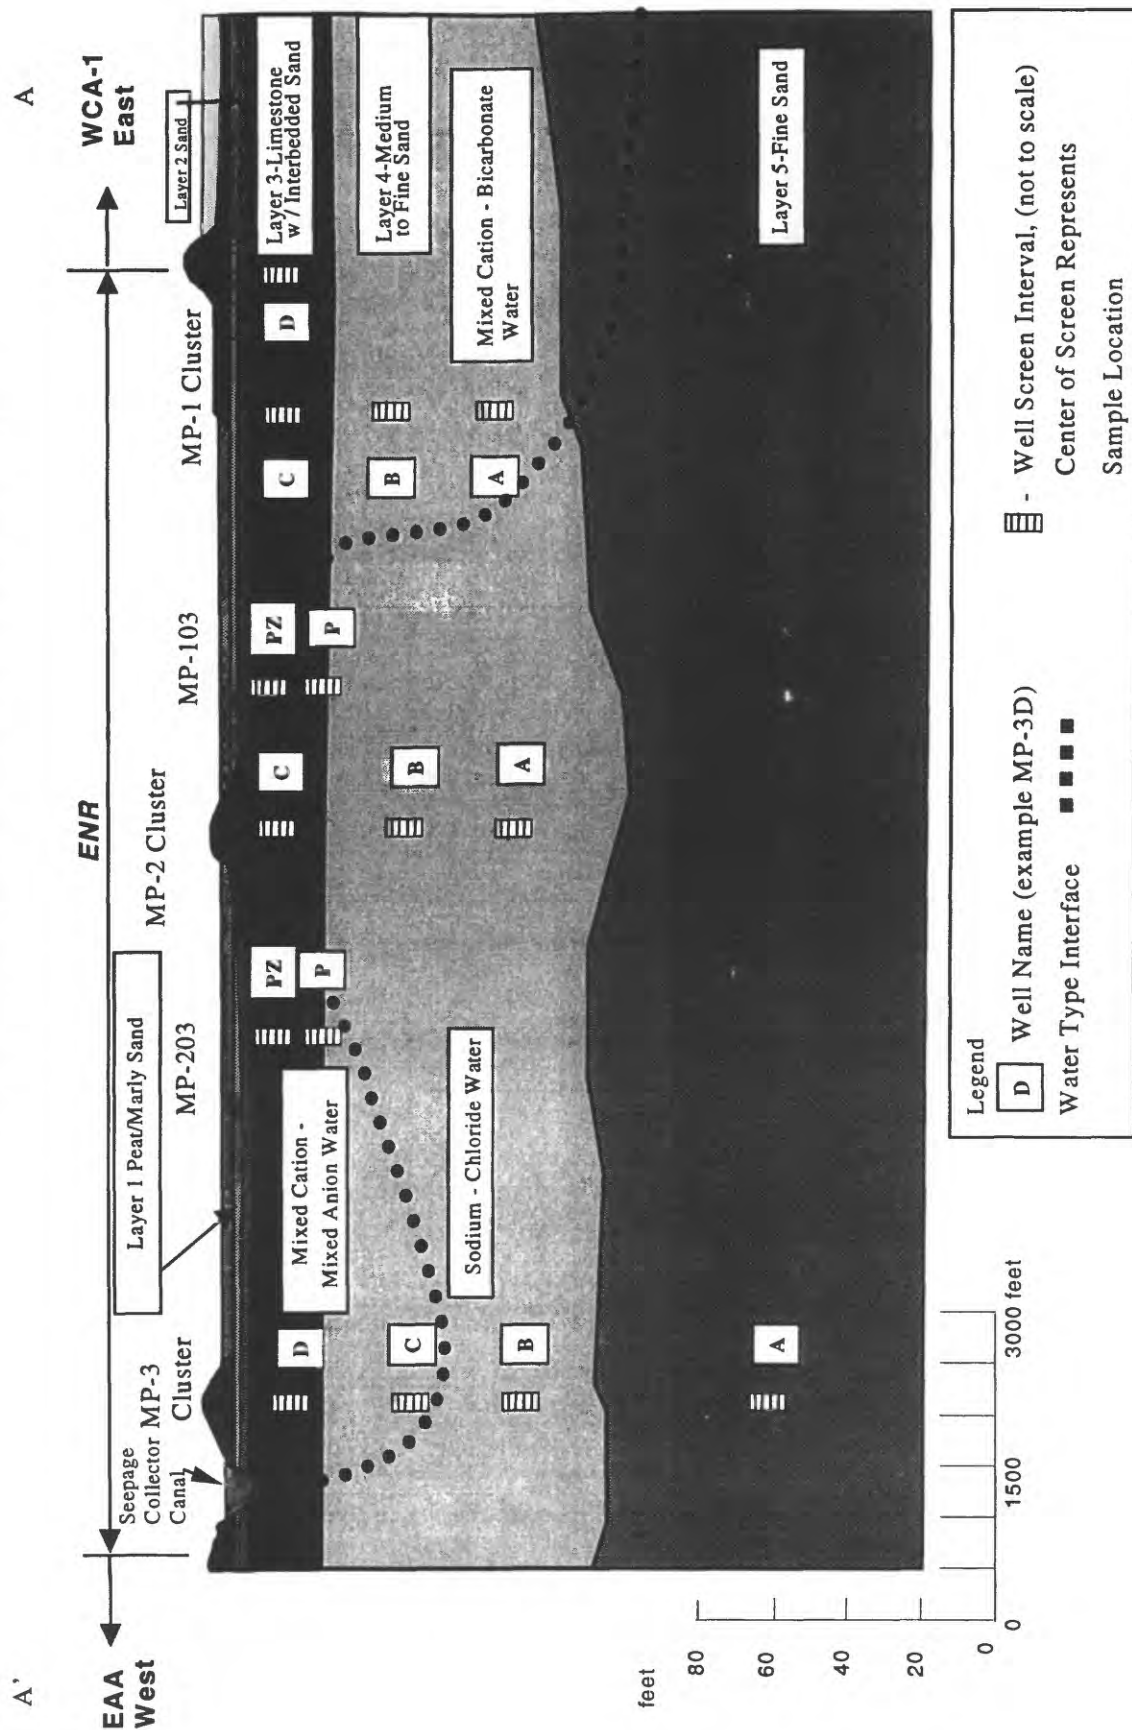 A'
A
EAA
West
ENR
WCA-1
East
Seepage
Collector
Canal
MP-3
Cluster
Layer 1 Peat/Marly Sand
MP-203
MP-2 Cluster
MP-103
MP-1 Cluster
Layer 2 Sand
D
PZ
P
C
PZ
P
C
D
Layer 3-Limestone
w/Interbedded Sand
Mixed Cation -
Mixed Anion Water
C
B
B
Layer 4-Medium
to Fine Sand
Sodium - Chloride Water
B
A
A
Mixed Cation - Bicarbonate
Water
A
Layer 5-Fine Sand
feet
80
60
40
20
0
0
1500
3000 feet
Legend
D
Well Name (example MP-3D)
Water Type Interface
- Well Screen Interval, (not to scale)
Center of Screen Represents
Sample Location